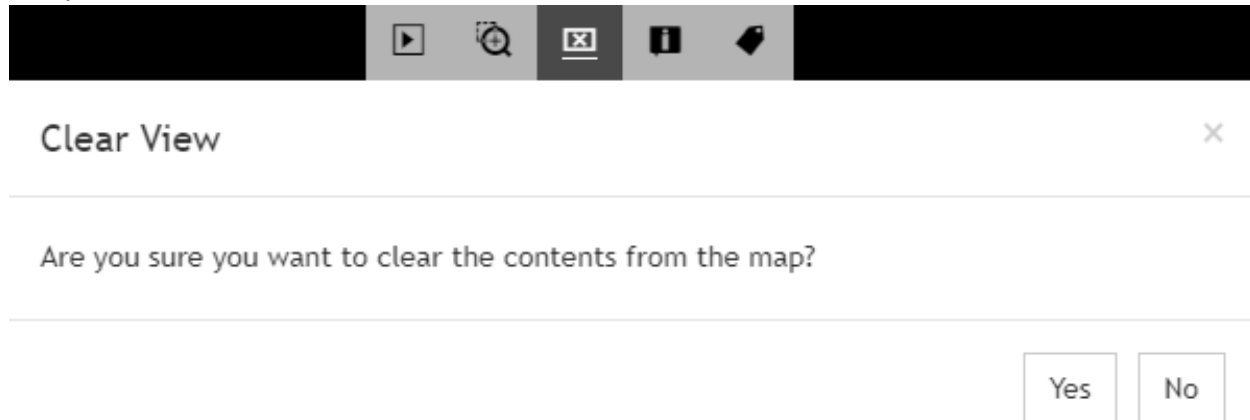 Clear View
Are you sure you want to clear the contents from the map?
Yes No